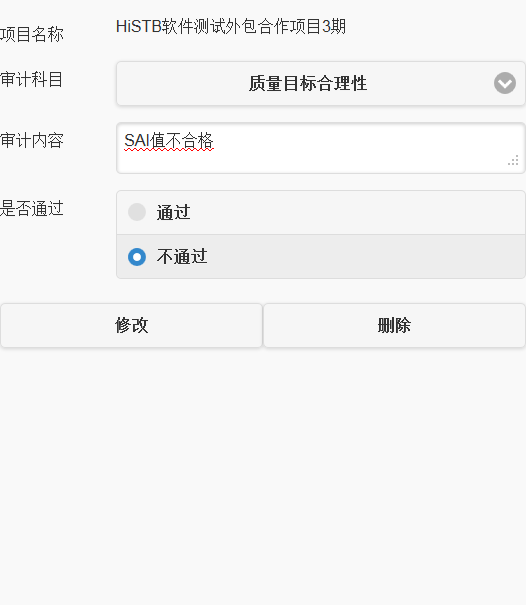 项目名称
HiSTB软件测试外包合作项目3期
审计科目
质量目标合理性
审计内容
SAI值不合格
是否通过
通过
不通过
修改
删除